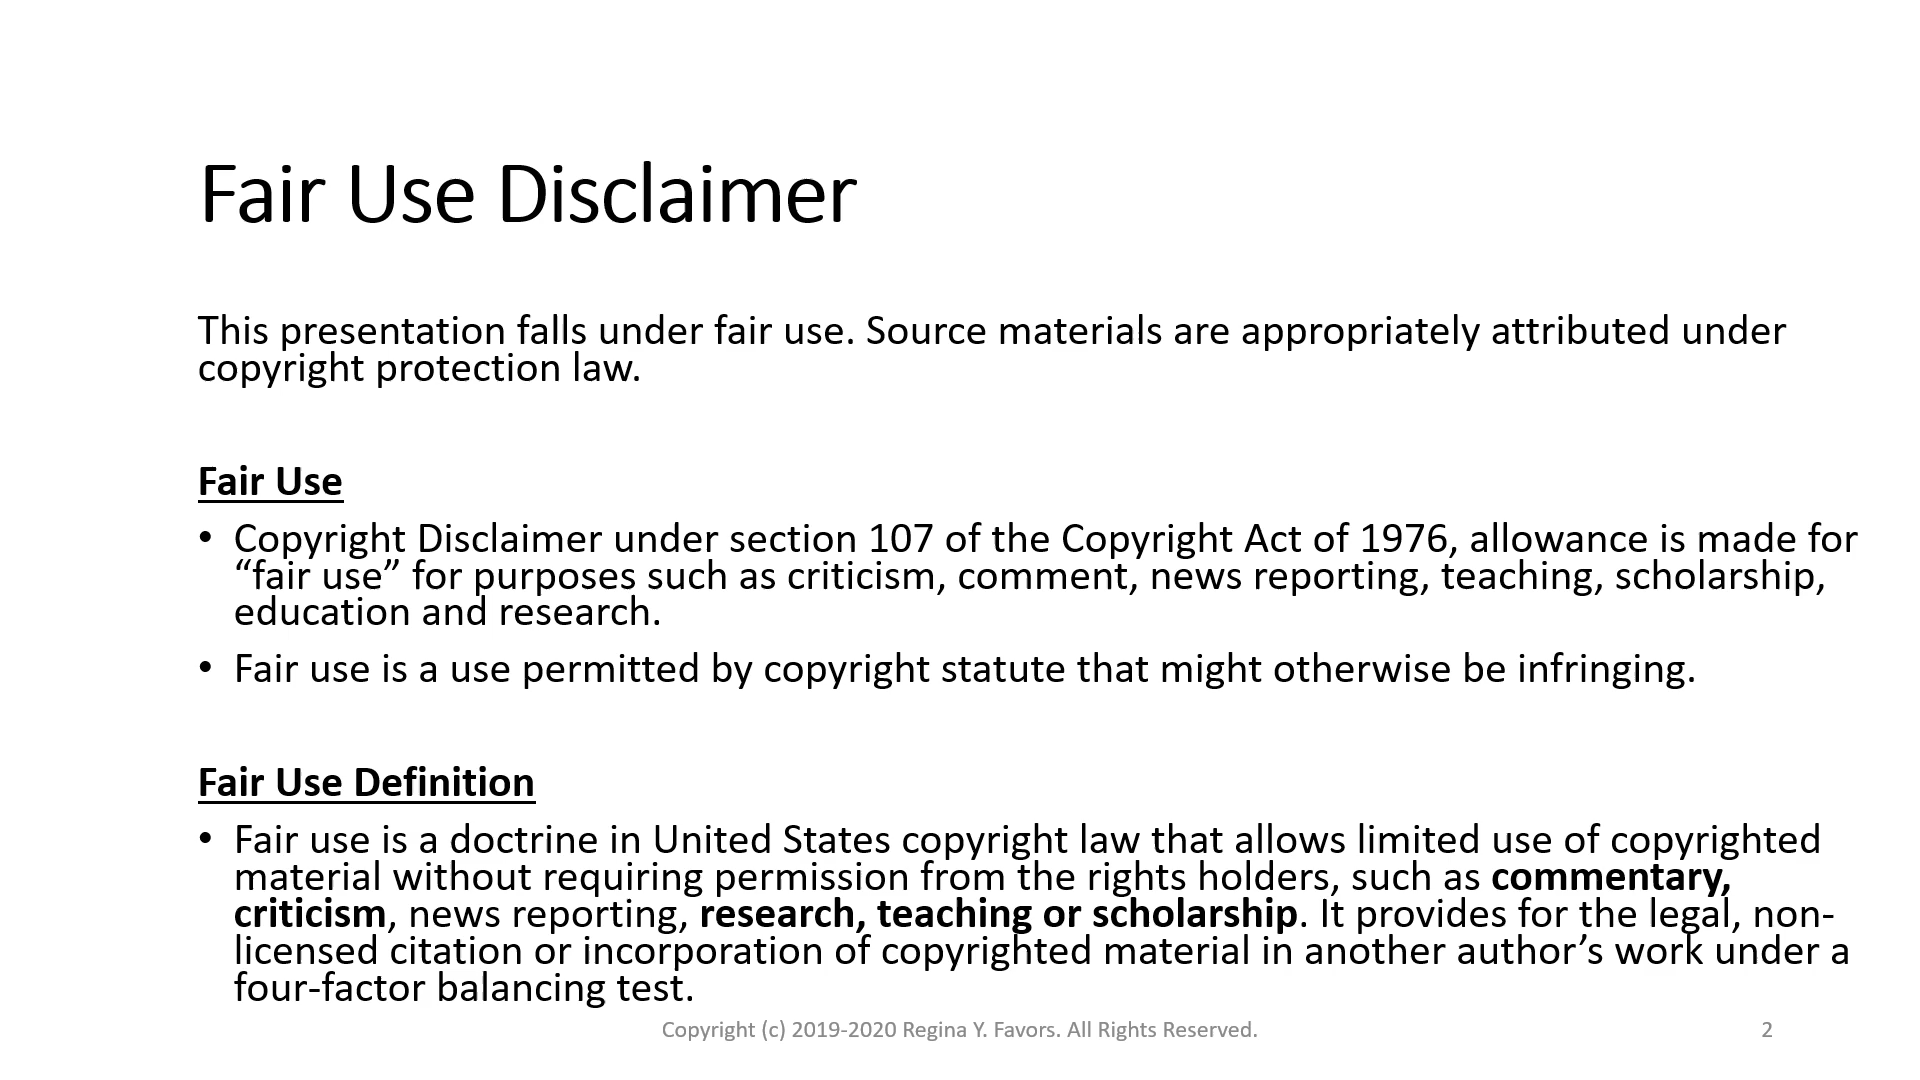 Fair Use Disclaimer
This presentation falls under fair use. Source materials are appropriately attributed under
copyright protection law.
Fair Use
• Copyright Disclaimer under section 107 of the Copyright Act of 1976, allowance is made for
“fair use” for purposes such as criticism, comment, news reporting, teaching, scholarship,
education and research.
• Fair use is a use permitted by copyright statute that might otherwise be infringing.
Fair Use Definition
• Fair use is a doctrine in United States copyright law that allows limited use of copyrighted
material without requiring permission from the rights holders, such as commentary,
criticism, news reporting, research, teaching or scholarship. It provides for the legal, non-
licensed citation or incorporation of copyrighted material in another author’s work under a
four-factor balancing test.
Copyright (c) 2019-2020 Regina Y. Favors. All Rights Reserved.
2